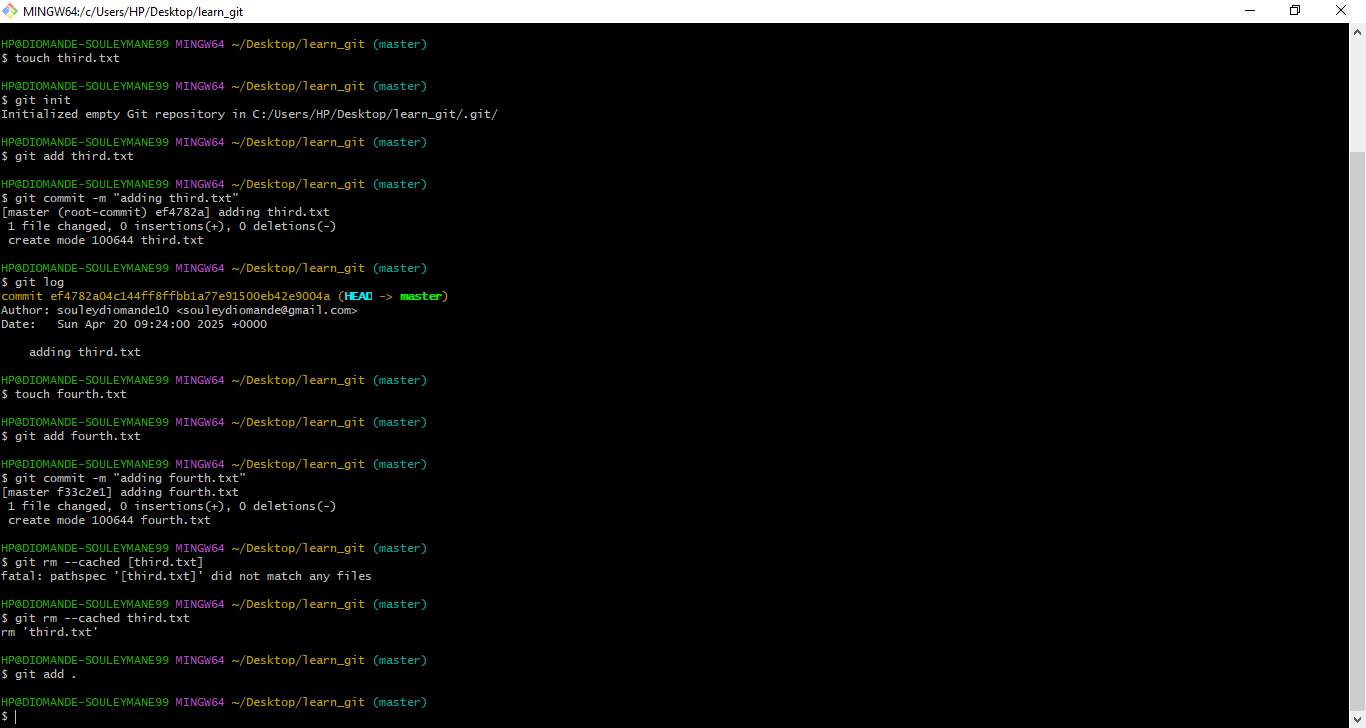 MINGW64:/c/Users/HP/Desktop/learn_git
HP@DIOMANDE-SOULEYMANE99 MINGW64 ~/Desktop/learn_git (master)
$ touch third.txt
HP@DIOMANDE-SOULEYMANE99 MINGW64 ~/Desktop/learn_git (master)
$ git init
Initialized empty Git repository in C:/Users/HP/Desktop/learn_git/.git/
HP@DIOMANDE-SOULEYMANE99 MINGW64 ~/Desktop/learn_git (master)
$ git add third.txt
HP@DIOMANDE-SOULEYMANE99 MINGW64 ~/Desktop/learn_git (master)
$ git commit -m "adding third.txt"
[master (root-commit) ef4782a] adding third.txt
 1 file changed, 0 insertions(+), 0 deletions(-)
 create mode 100644 third.txt
HP@DIOMANDE-SOULEYMANE99 MINGW64 ~/Desktop/learn_git (master)
$ git log
commit ef4782a04c144ff8ffbb1a77e91500eb42e9004a (HEAD -> master)
Author: souleydiomande10 <souleydiomande@gmail.com>
Date:   Sun Apr 20 09:24:00 2025 +0000
    adding third.txt
HP@DIOMANDE-SOULEYMANE99 MINGW64 ~/Desktop/learn_git (master)
$ touch fourth.txt
HP@DIOMANDE-SOULEYMANE99 MINGW64 ~/Desktop/learn_git (master)
$ git add fourth.txt
HP@DIOMANDE-SOULEYMANE99 MINGW64 ~/Desktop/learn_git (master)
$ git commit -m "adding fourth.txt"
[master f33c2e1] adding fourth.txt
 1 file changed, 0 insertions(+), 0 deletions(-)
 create mode 100644 fourth.txt
HP@DIOMANDE-SOULEYMANE99 MINGW64 ~/Desktop/learn_git (master)
$ git rm --cached [third.txt]
fatal: pathspec '[third.txt]' did not match any files
HP@DIOMANDE-SOULEYMANE99 MINGW64 ~/Desktop/learn_git (master)
$ git rm --cached third.txt
rm 'third.txt'
HP@DIOMANDE-SOULEYMANE99 MINGW64 ~/Desktop/learn_git (master)
$ git add .
HP@DIOMANDE-SOULEYMANE99 MINGW64 ~/Desktop/learn_git (master)
$